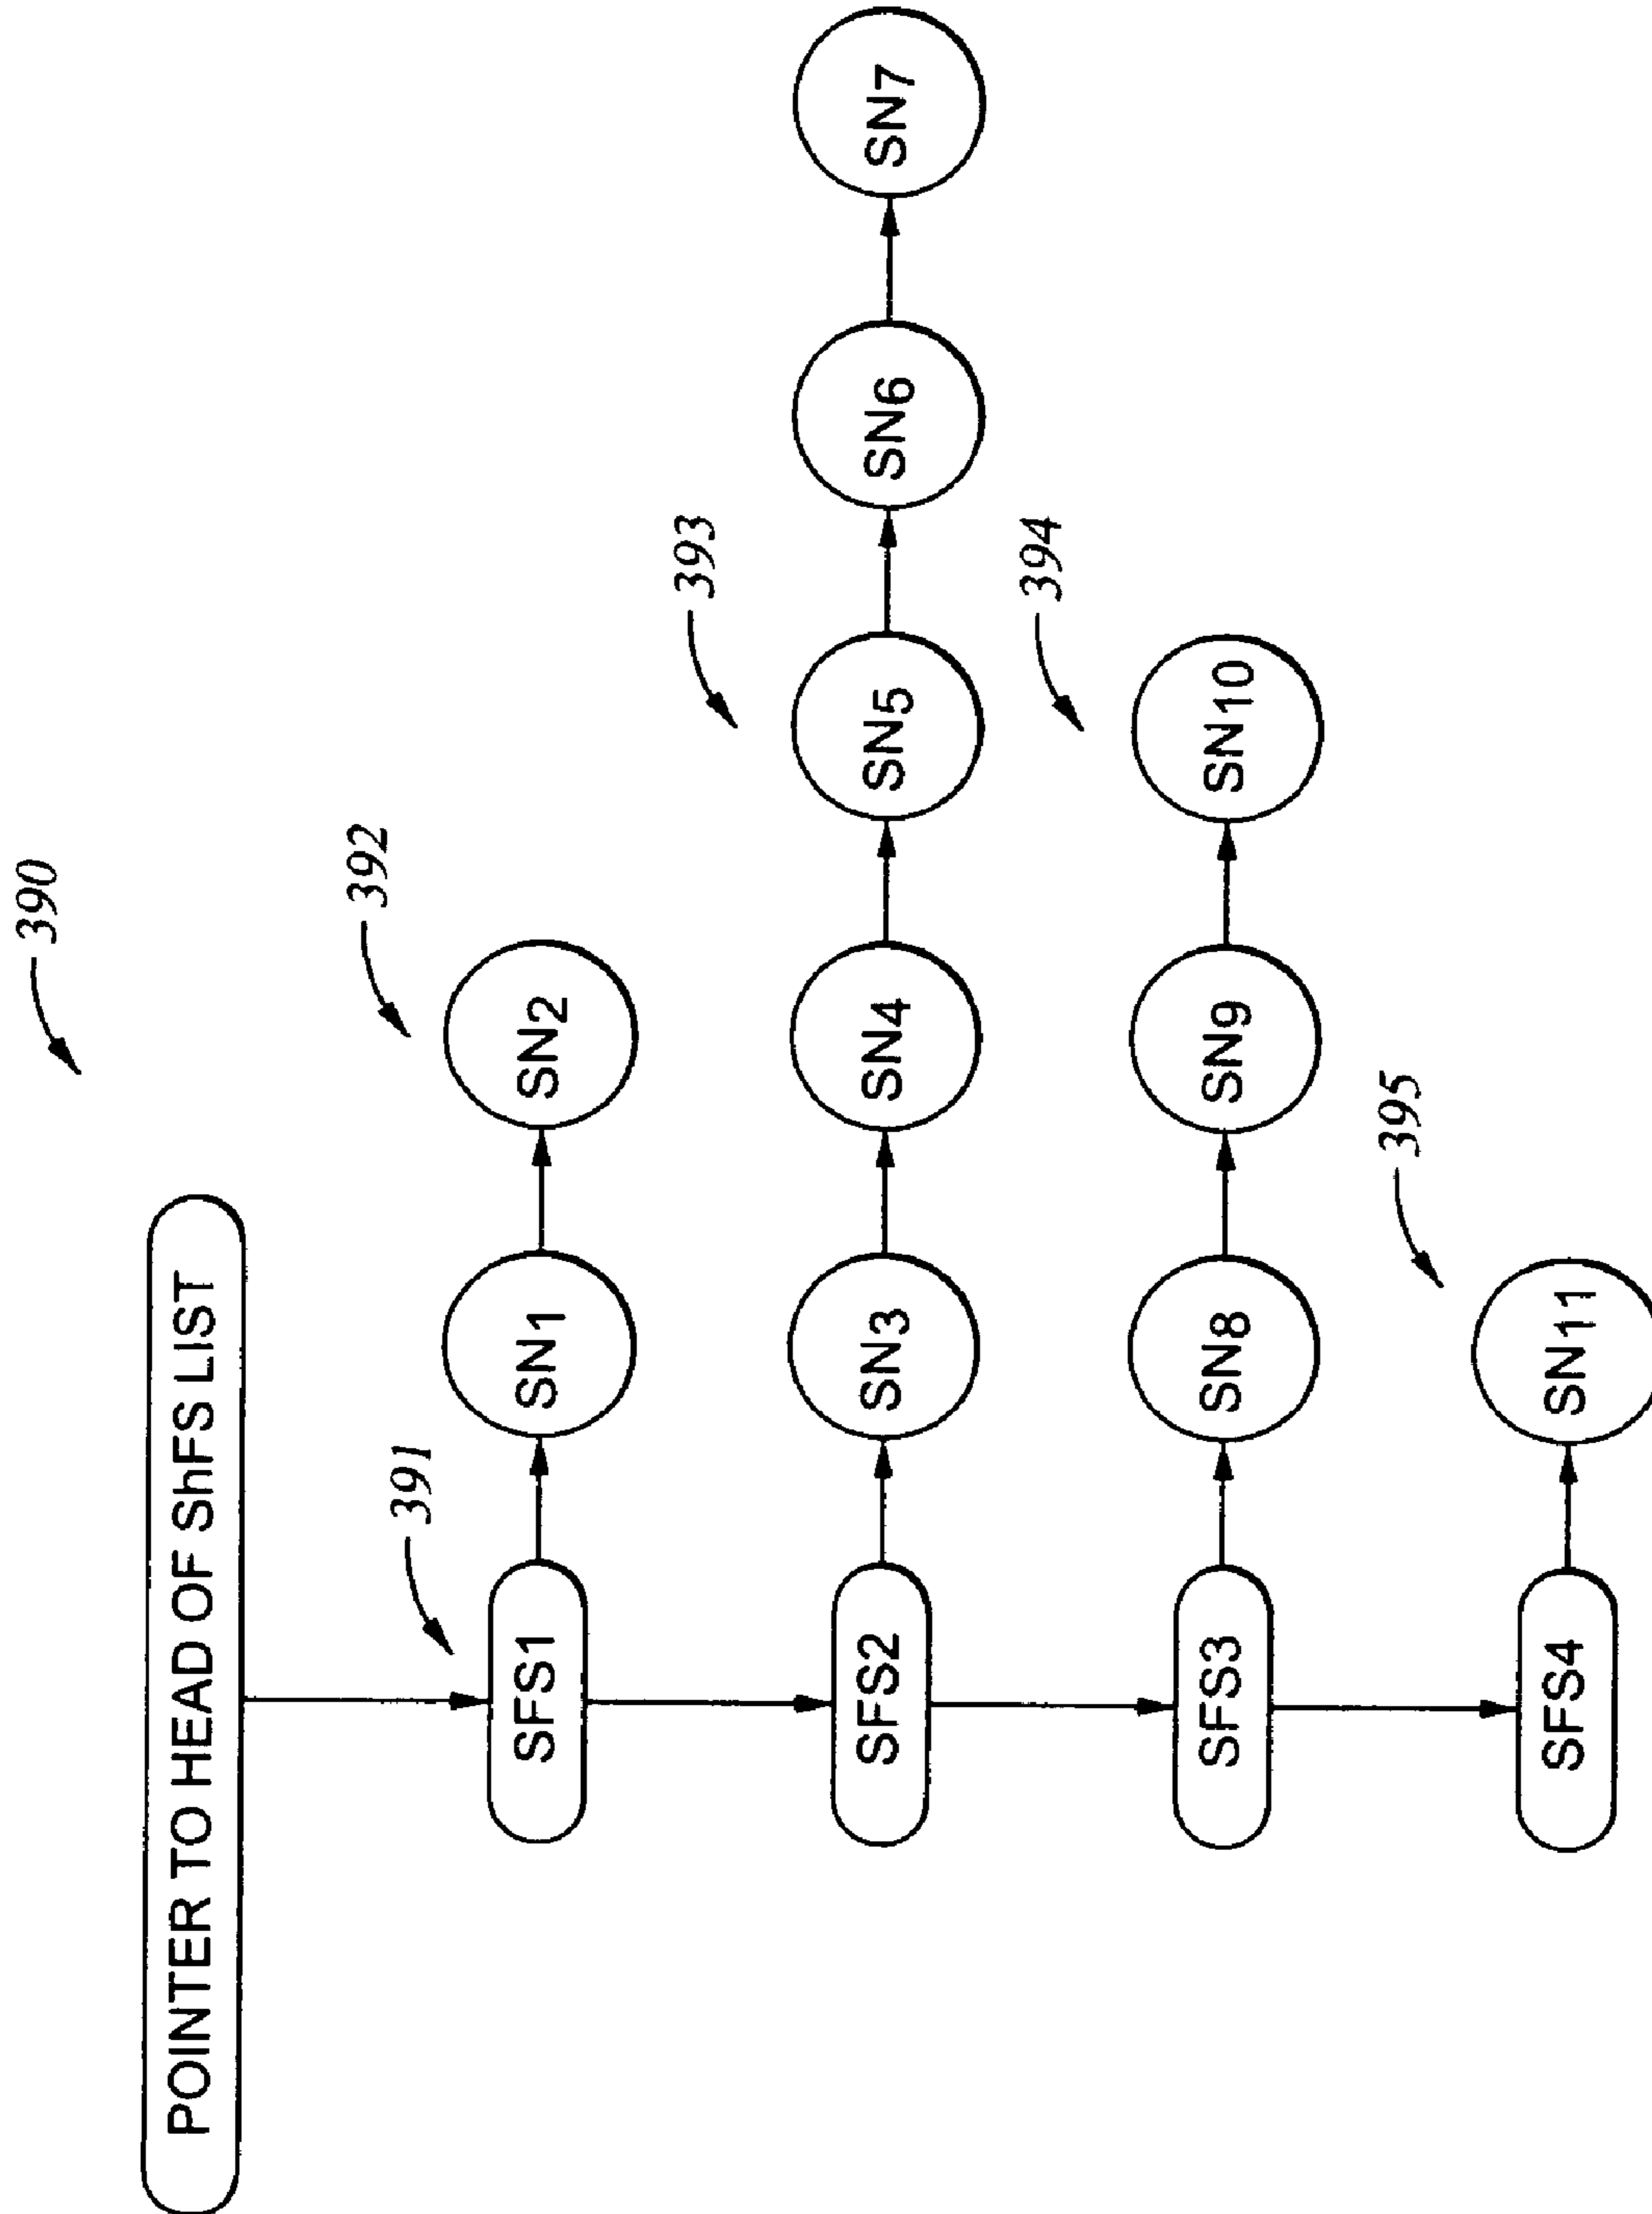 390
POINTER TO HEAD OF ShFS LIST
391
392
SFS1
SN1
SN2
393
SFS2
SN3
SN4
SN5
SN6
SN7
394
SFS3
SN8
SN9
SN10
395
SFS4
SN11